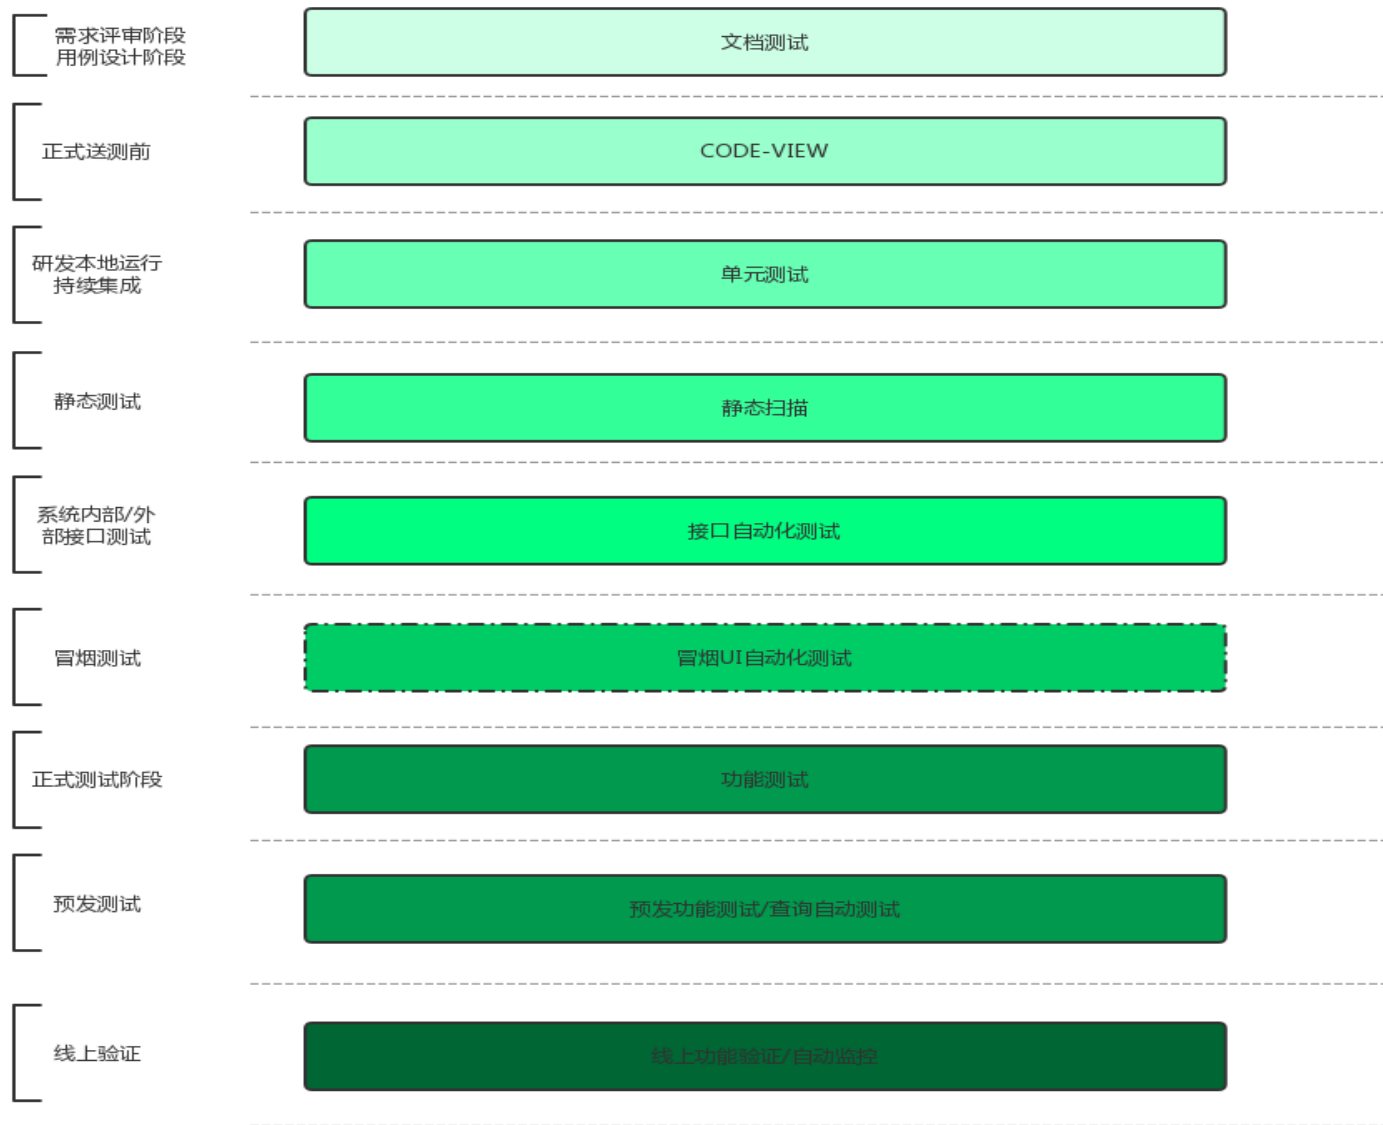 需求评审阶段
用例设计阶段
文档测试
正式送测前
CODE-VIEW
研发本地运行
持续集成
单元测试
静态测试
静态扫描
系统内部/外
部接口测试
接口自动化测试
冒烟测试
冒烟UI自动化测试
正式测试阶段
功能测试
预发测试
预发功能测试/查询自动测试
线上验证
线上功能验证/自动监控